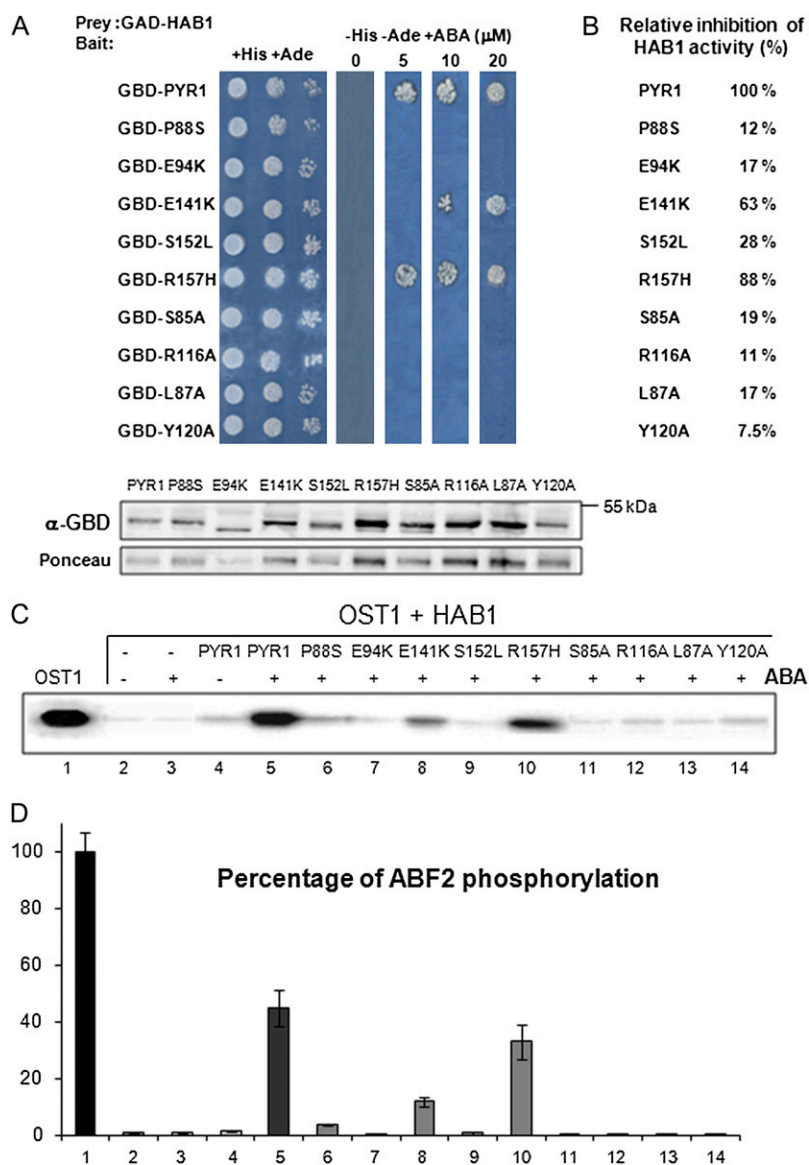 A
Prey :GAD-HAB1
Bait:
+His +Ade
-His -Ade +ABA (µM)
0 5 10 20
GBD-PYR1
GBD-P88S
GBD-E94K
GBD-E141K
GBD-S152L
GBD-R157H
GBD-S85A
GBD-R116A
GBD-L87A
GBD-Y120A
B
Relative inhibition of
HAB1 activity (%)
PYR1 100 %
P88S 12 %
E94K 17 %
E141K 63 %
S152L 28 %
R157H 88 %
S85A 19 %
R116A 11 %
L87A 17 %
Y120A 7.5%
PYR1 P88S E94K E141K S152L R157H S85A R116A L87A Y120A
α-GBD
55 kDa
Ponceau
C
OST1 + HAB1
OST1 - - PYR1 PYR1 P88S E94K E141K S152L R157H S85A R116A L87A Y120A
- + - + + + + + + + + + + ABA
1 2 3 4 5 6 7 8 9 10 11 12 13 14
D
Percentage of ABF2 phosphorylation
100
80
60
40
20
0
1 2 3 4 5 6 7 8 9 10 11 12 13 14